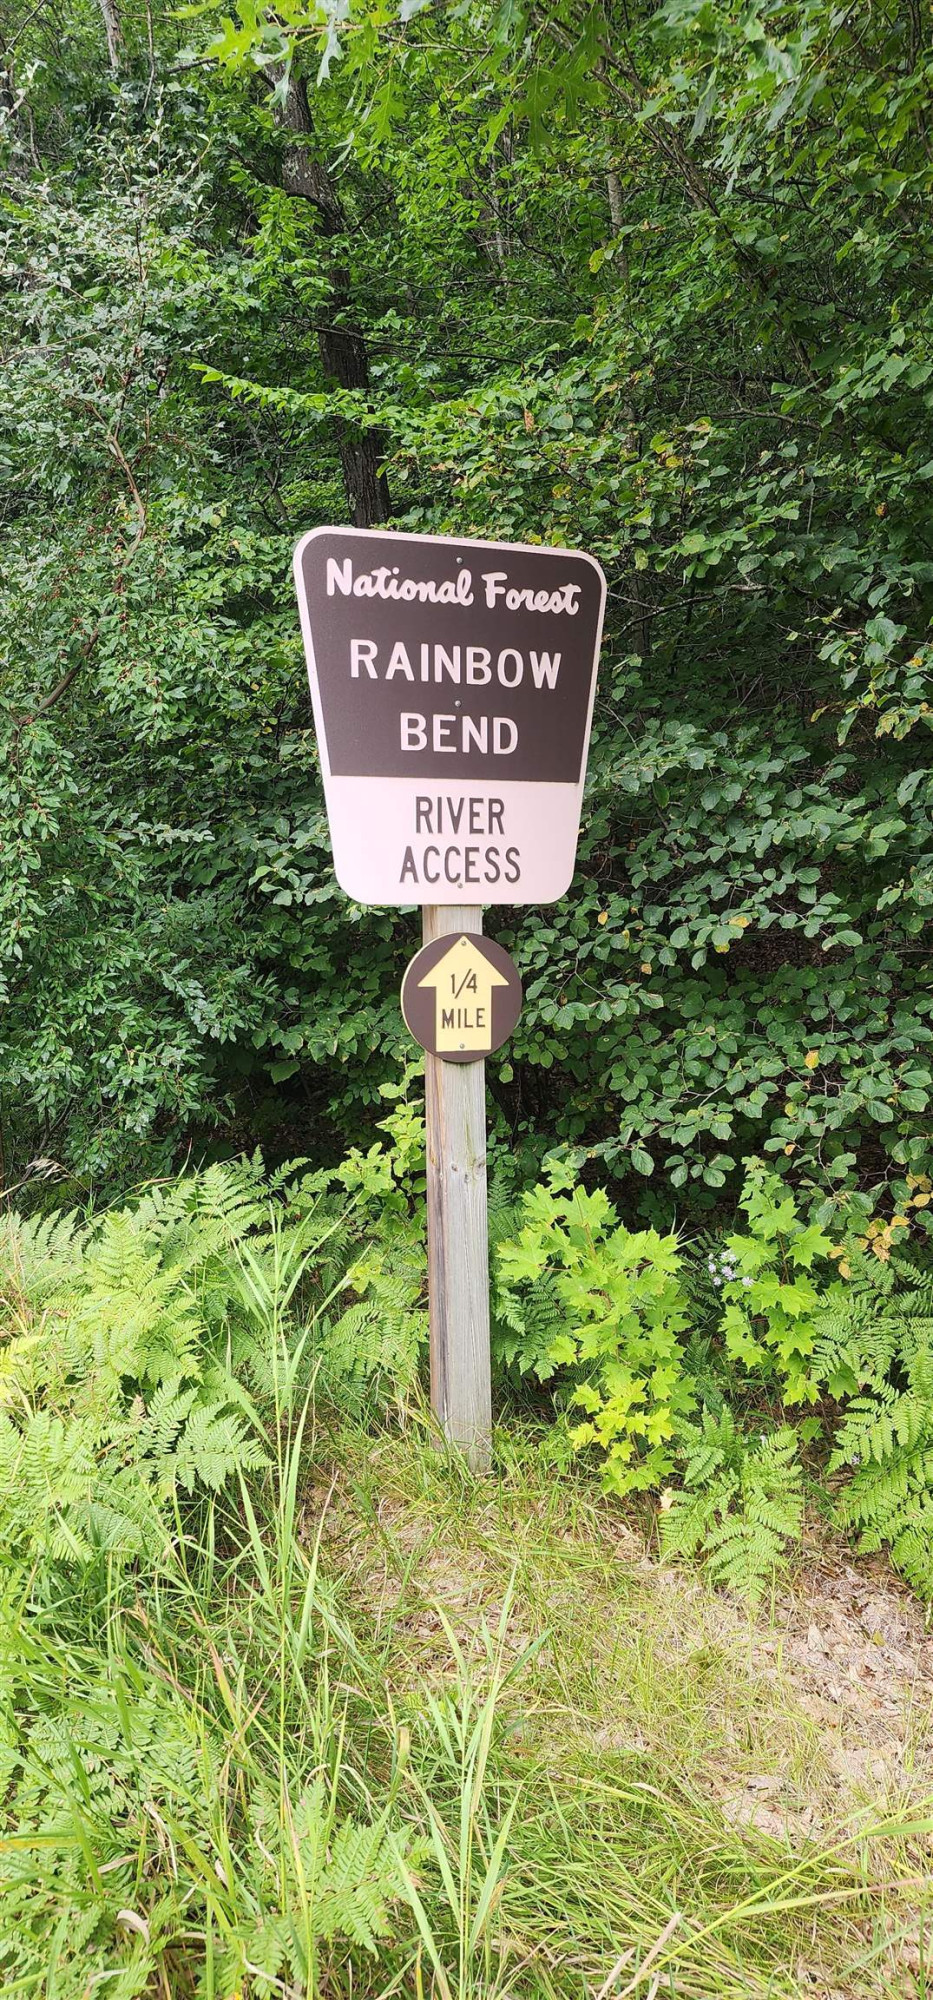 National Forest
RAINBOW
BEND
RIVER
ACCESS
1/4
MILE